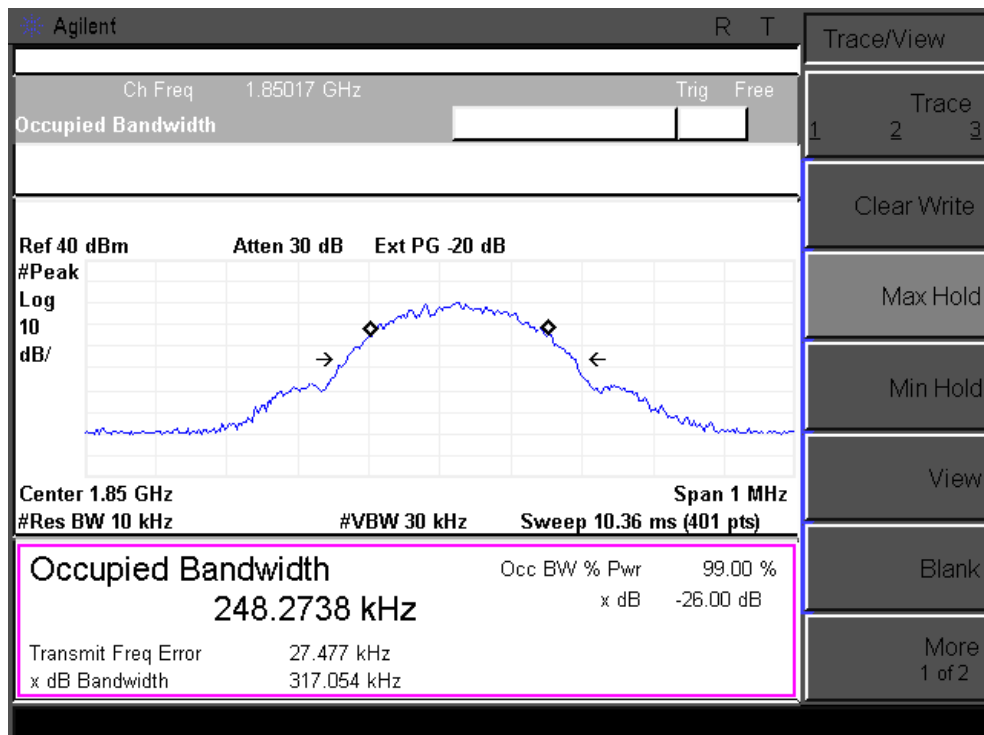 Agilent R T
Trace/View
Ch Freq 1.85017 GHz Trig Free
Occupied Bandwidth
Trace
1 2 3
Clear Write
Max Hold
Min Hold
View
Blank
More
1 of 2
Ref 40 dBm Atten 30 dB Ext PG -20 dB
#Peak
Log
10
dB/
Center 1.85 GHz Span 1 MHz
#Res BW 10 kHz #VBW 30 kHz Sweep 10.36 ms (401 pts)
Occupied Bandwidth Occ BW % Pwr 99.00 %
248.2738 kHz x dB -26.00 dB
Transmit Freq Error 27.477 kHz
x dB Bandwidth 317.054 kHz